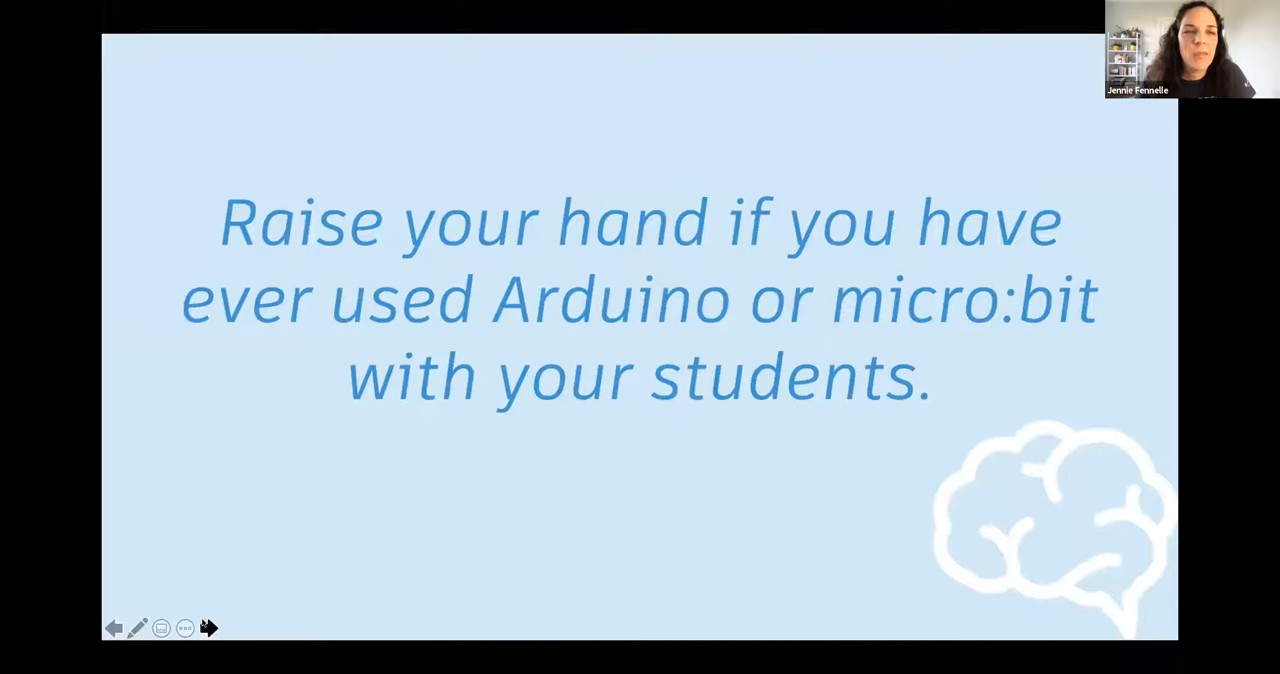 Jennie Fennelle
Raise your hand if you have
ever used Arduino or micro:bit
with your students.